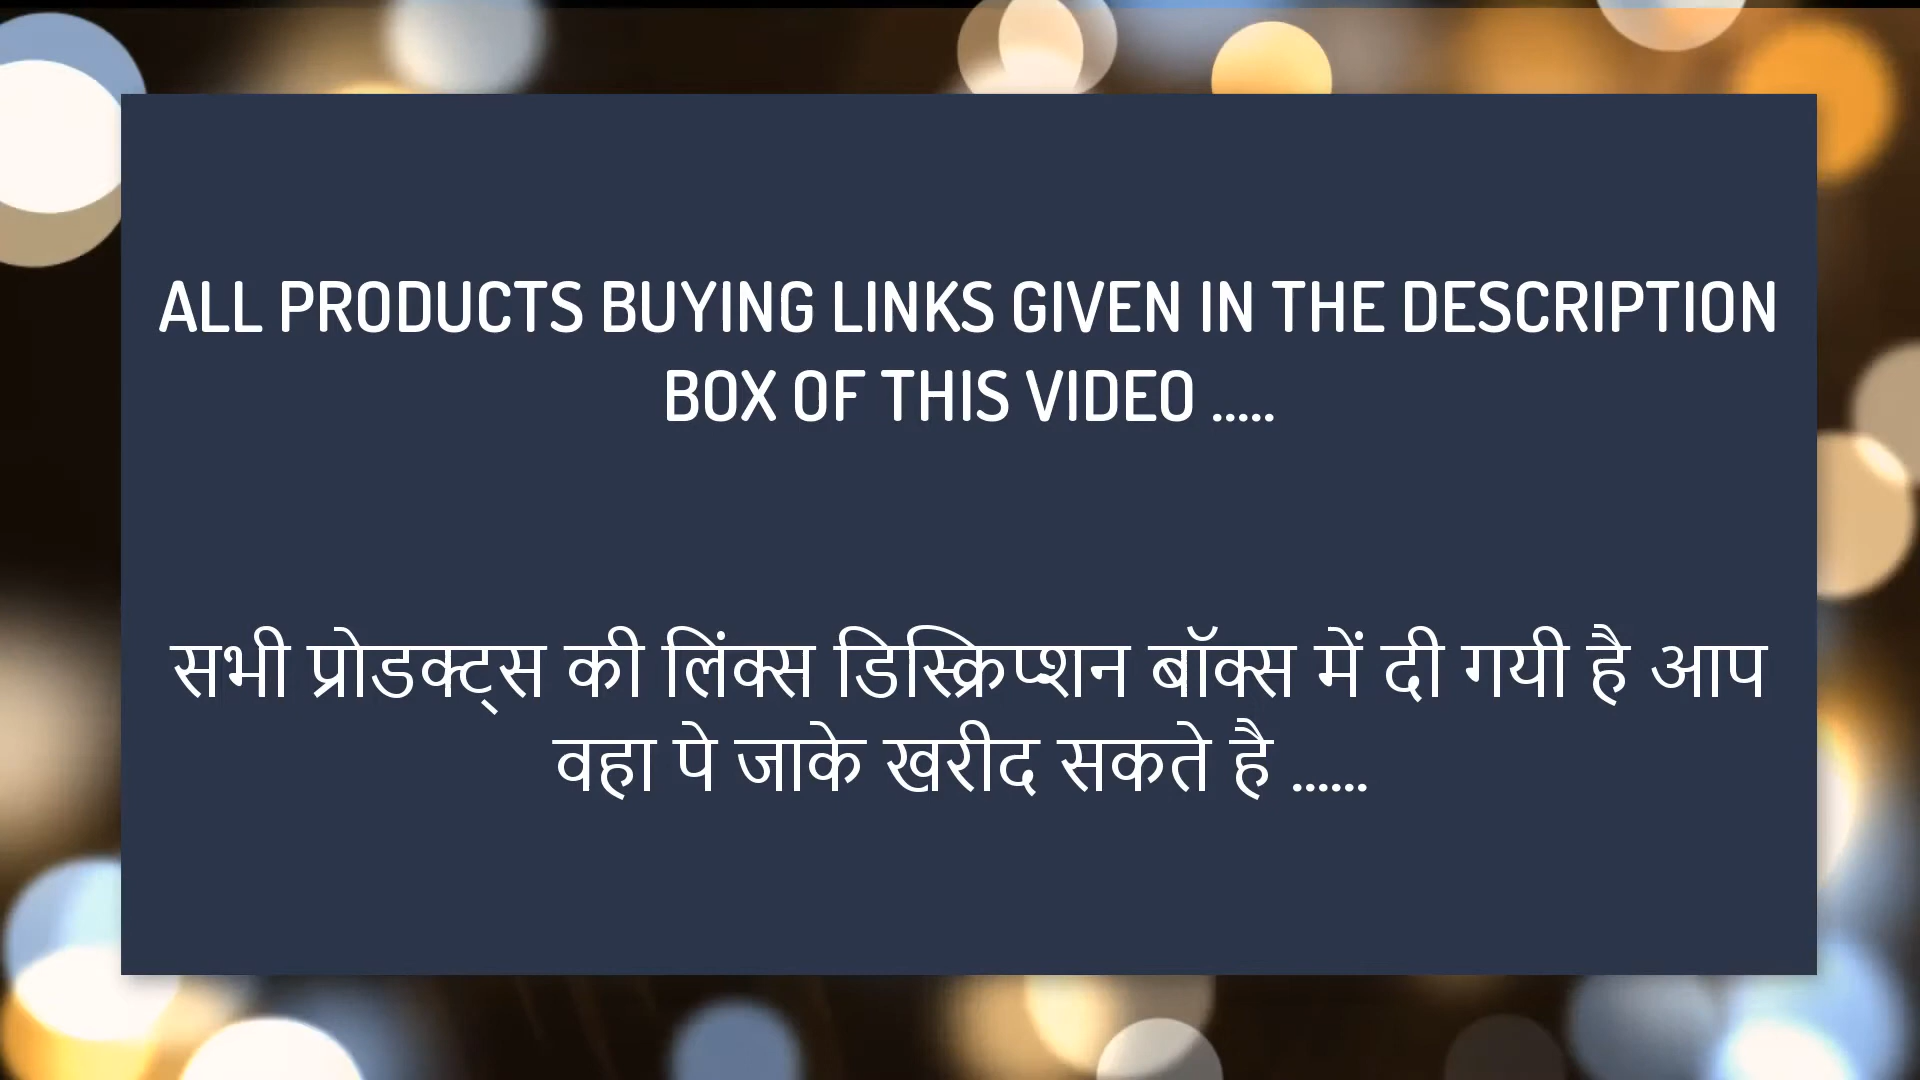 ALL PRODUCTS BUYING LINKS GIVEN IN THE DESCRIPTION
BOX OF THIS VIDEO .....
सभी प्रोडक्ट्स की लिंक्स डिस्क्रिप्शन बॉक्स में दी गयी है आप
वहा पे जाके खरीद सकते है ......